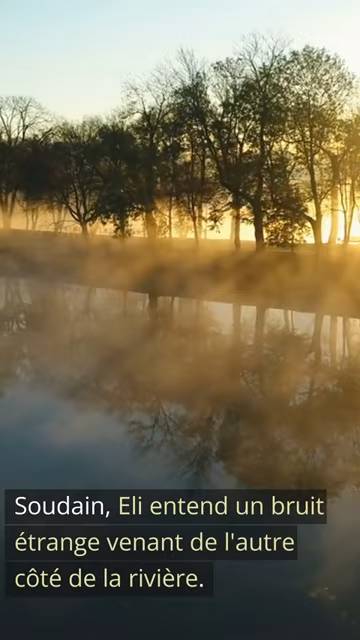 Soudain, Eli entend un bruit
étrange venant de l'autre
côté de la rivière.